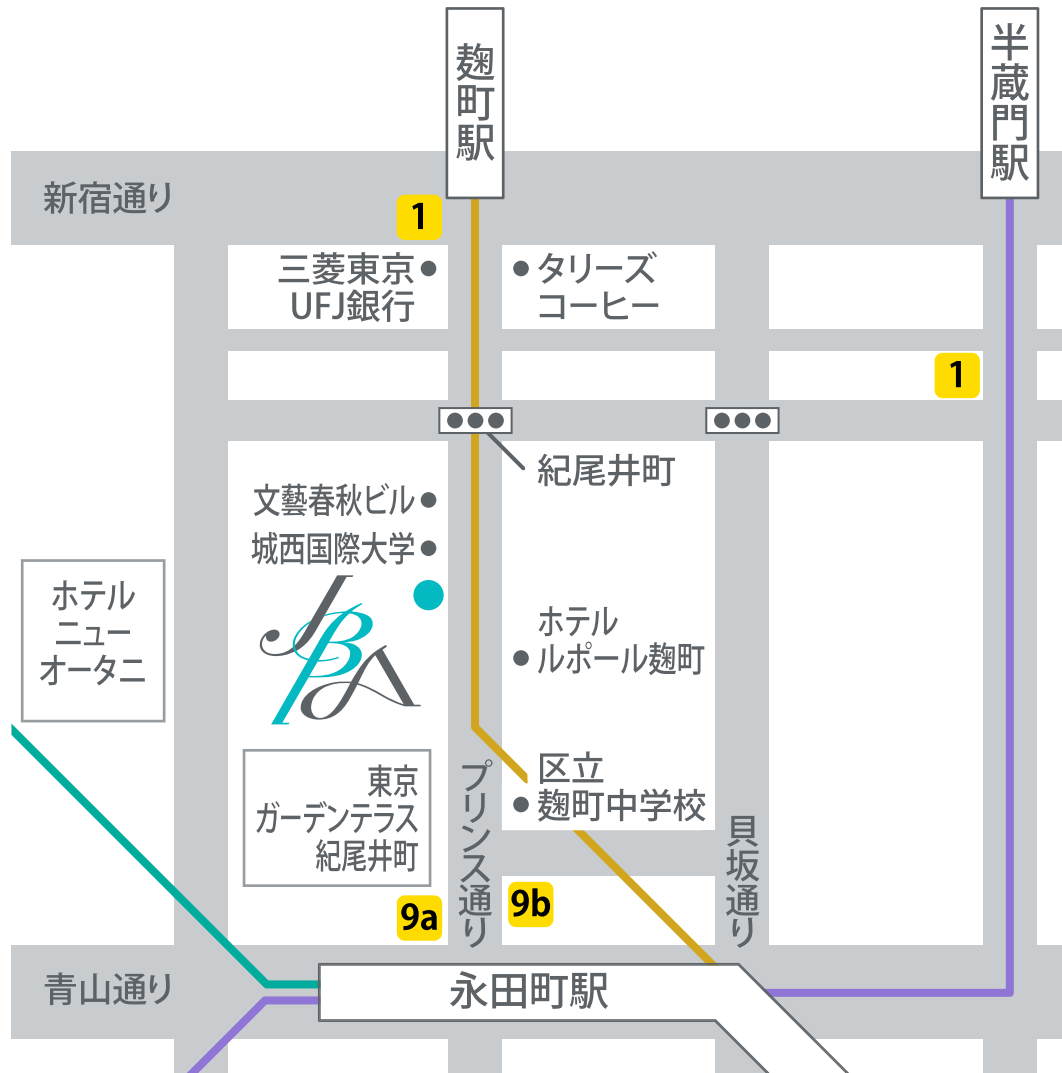 麹町駅
半蔵門駅
新宿通り
1
三菱東京
UFJ銀行
タリーズ
コーヒー
1
紀尾井町
文藝春秋ビル
城西国際大学
JBA
ホテル
ニュー
オータニ
ホテル
ルポール麹町
東京
ガーデンテラス
紀尾井町
プリンス通り
区立
麹町中学校
貝坂通り
9a
9b
青山通り
永田町駅